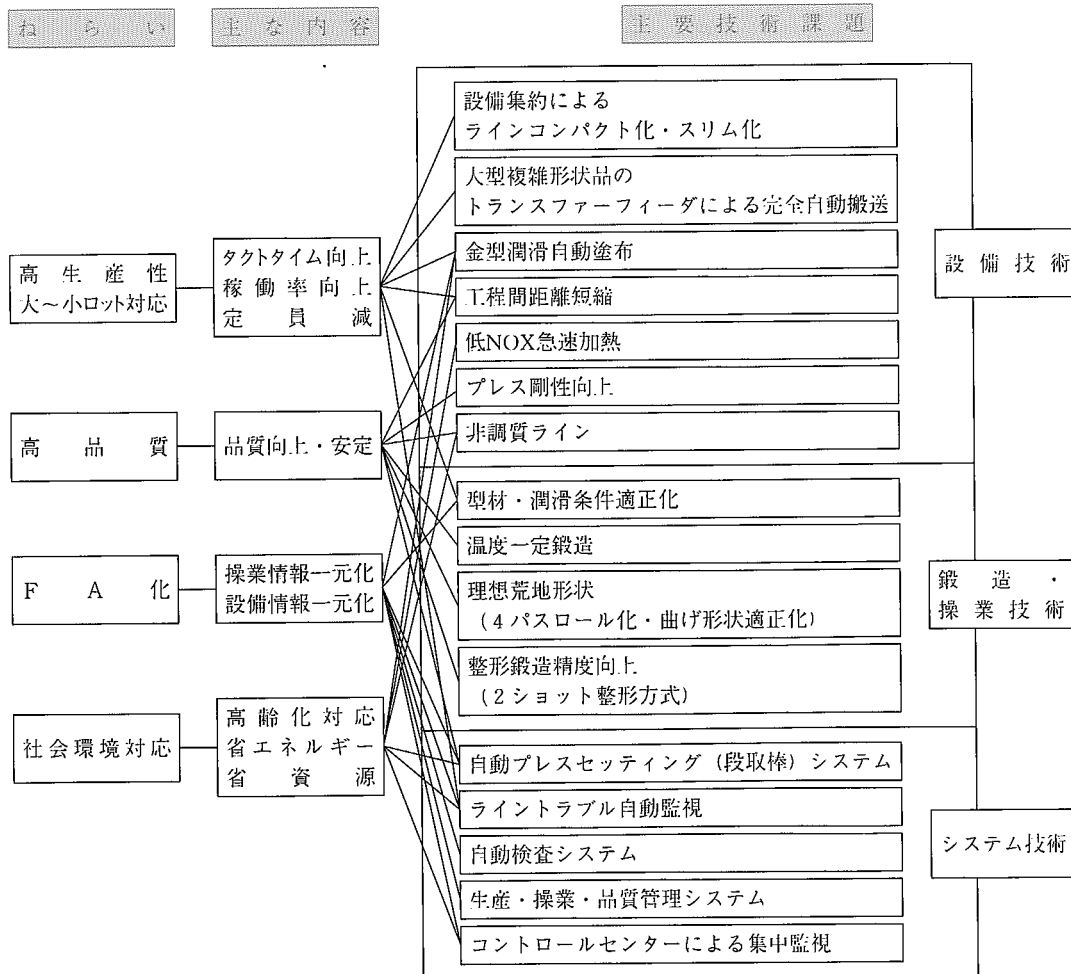 ねらい
主な内容
主要技術課題
高生産性
大～小ロット対応
タクトタイム向上
稼働率向上
定員減
高品質
品質向上・安定
FA化
操業情報一元化
設備情報一元化
社会環境対応
高齢化対応
省エネルギー
省資源
設備集約による
ラインコンパクト化・スリム化
大型複雑形状品の
トランスファーフィーダによる完全自動搬送
金型潤滑自動塗布
工程間距離短縮
低NOX急速加熱
プレス剛性向上
非調質ライン
型材・潤滑条件適正化
温度一定鍛造
理想荒地形状
（4パスロール化・曲げ形状適正化）
整形鍛造精度向上
（2ショット整形方式）
自動プレスセッティング（段取棒）システム
ライントラブル自動監視
自動検査システム
生産・操業・品質管理システム
コントロールセンターによる集中監視
設備技術
鍛造・
操業技術
システム技術